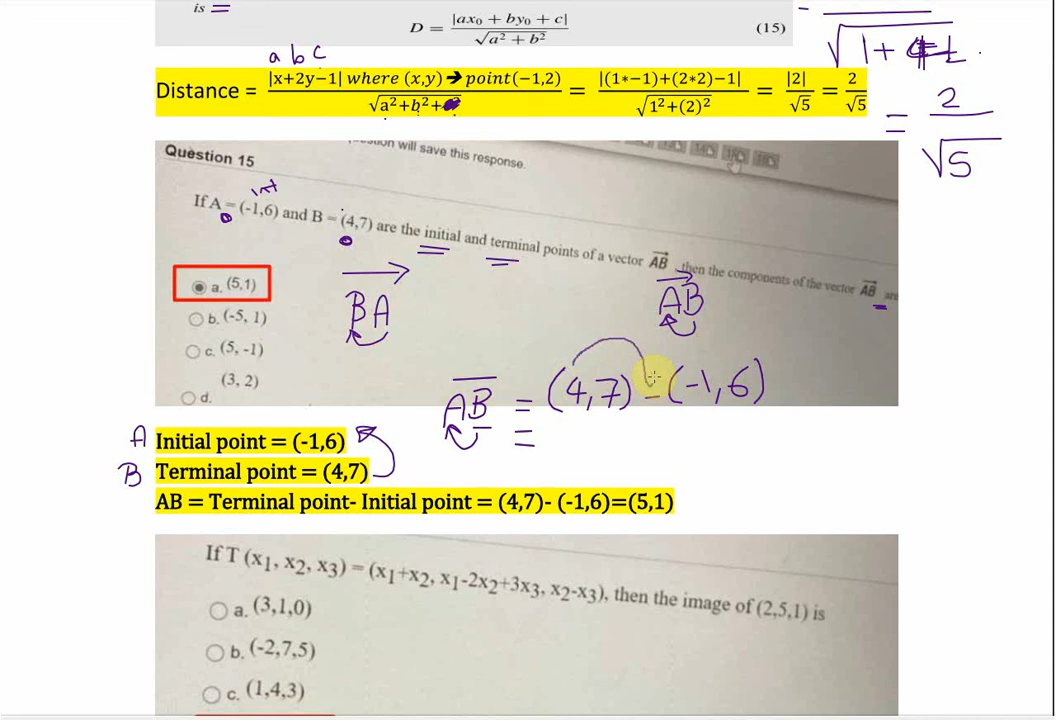 is =
D = |ax₀ + by₀ + c| / √a² + b² (15)
√1+4
a b c
Distance = |x+2y−1| where (x,y)➔point(−1,2) / √a²+b²+ = |(1∗−1)+(2∗2)−1| / √1²+(2)² = |2| / √5 = 2 / √5
= 2 / √5
Question 15
will save this response.
int
If A = (-1,6) and B = (4,7) are the initial and terminal points of a vector AB, then the components of the vector AB are
a. (5,1)
b. (-5, 1)
c. (5, -1)
(3, 2)
d.
BA
AB
AB = (4,7) - (-1,6)
=
A Initial point = (-1,6)
B Terminal point = (4,7)
AB = Terminal point- Initial point = (4,7)- (-1,6)=(5,1)
If T (x₁, x₂, x₃) = (x₁+x₂, x₁-2x₂+3x₃, x₂-x₃), then the image of (2,5,1) is
a. (3,1,0)
b. (-2,7,5)
c. (1,4,3)